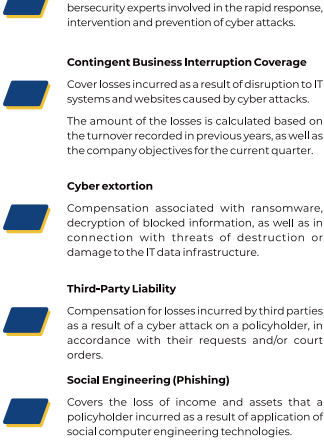 bersecurity experts involved in the rapid response,
intervention and prevention of cyber attacks.
Contingent Business Interruption Coverage
Cover losses incurred as a result of disruption to IT
systems and websites caused by cyber attacks.
The amount of the losses is calculated based on
the turnover recorded in previous years, as well as
the company objectives for the current quarter.
Cyber extortion
Compensation associated with ransomware,
decryption of blocked information, as well as in
connection with threats of destruction or
damage to the IT data infrastructure.
Third-Party Liability
Compensation for losses incurred by third parties
as a result of a cyber attack on a policyholder, in
accordance with their requests and/or court
orders.
Social Engineering (Phishing)
Covers the loss of income and assets that a
policyholder incurred as a result of application of
social computer engineering technologies.